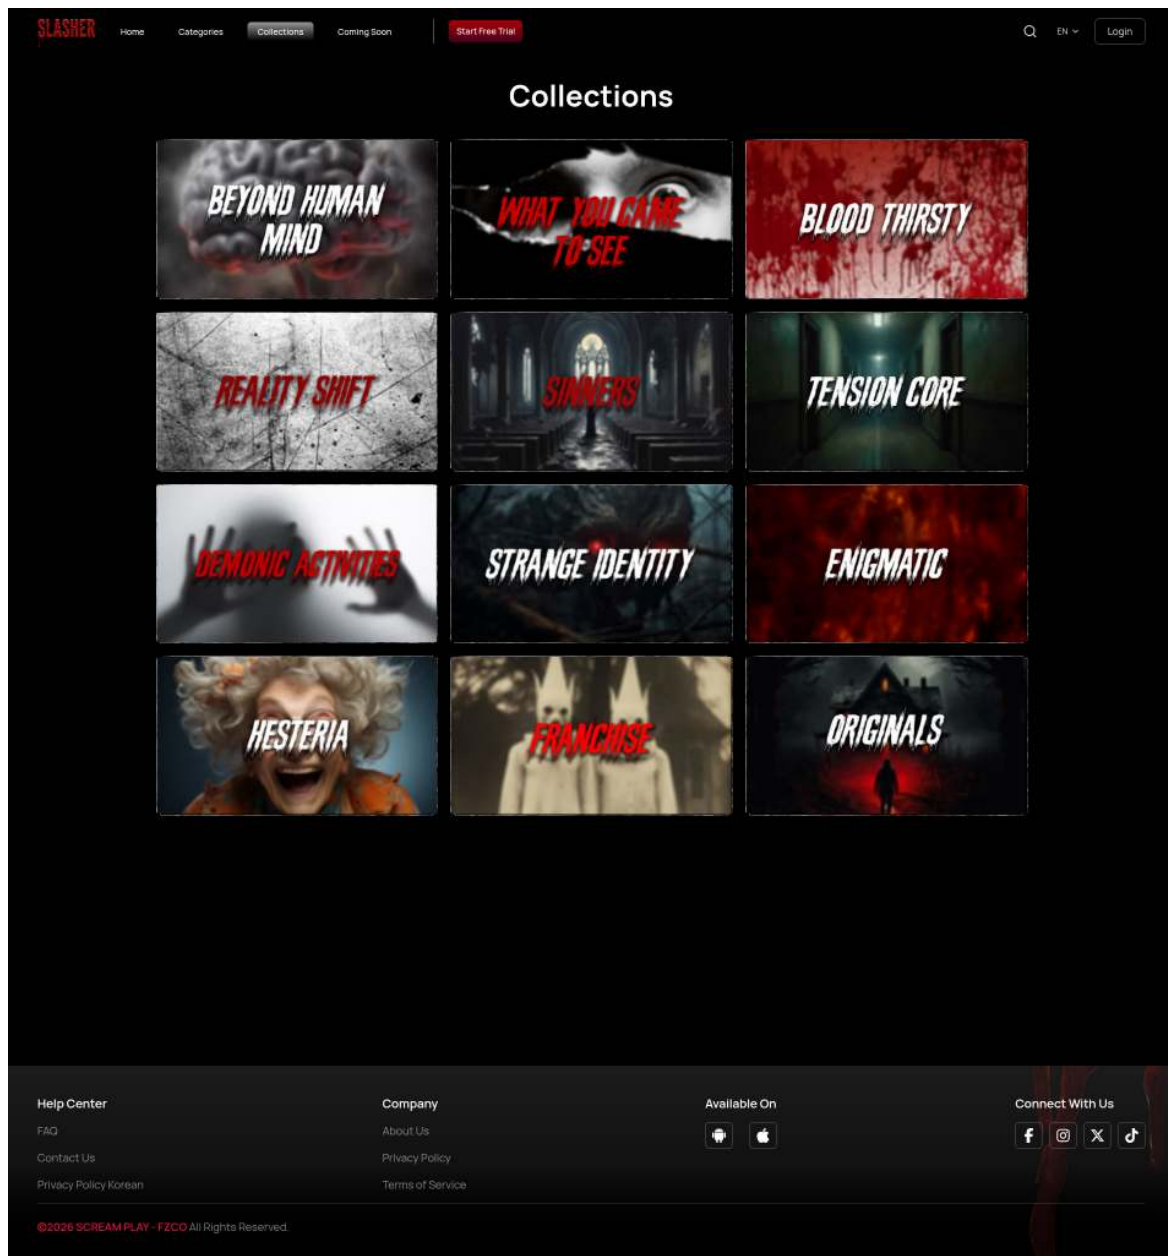 SLASHER Home Categories Collections Coming Soon Start Free Trial EN Login
Collections
BEYOND HUMAN
MIND
WHAT YOU CAME
TO SEE
BLOOD THIRSTY
REALITY SHIFT
SINNERS
TENSION CORE
DEMONIC ACTIVITIES
STRANGE IDENTITY
ENIGMATIC
HESTERIA
FRANCHISE
ORIGINALS
Help Center
FAQ
Contact Us
Privacy Policy Korean
Company
About Us
Privacy Policy
Terms of Service
Available On
Connect With Us
©2026 SCREAM PLAY - FZCO All Rights Reserved.